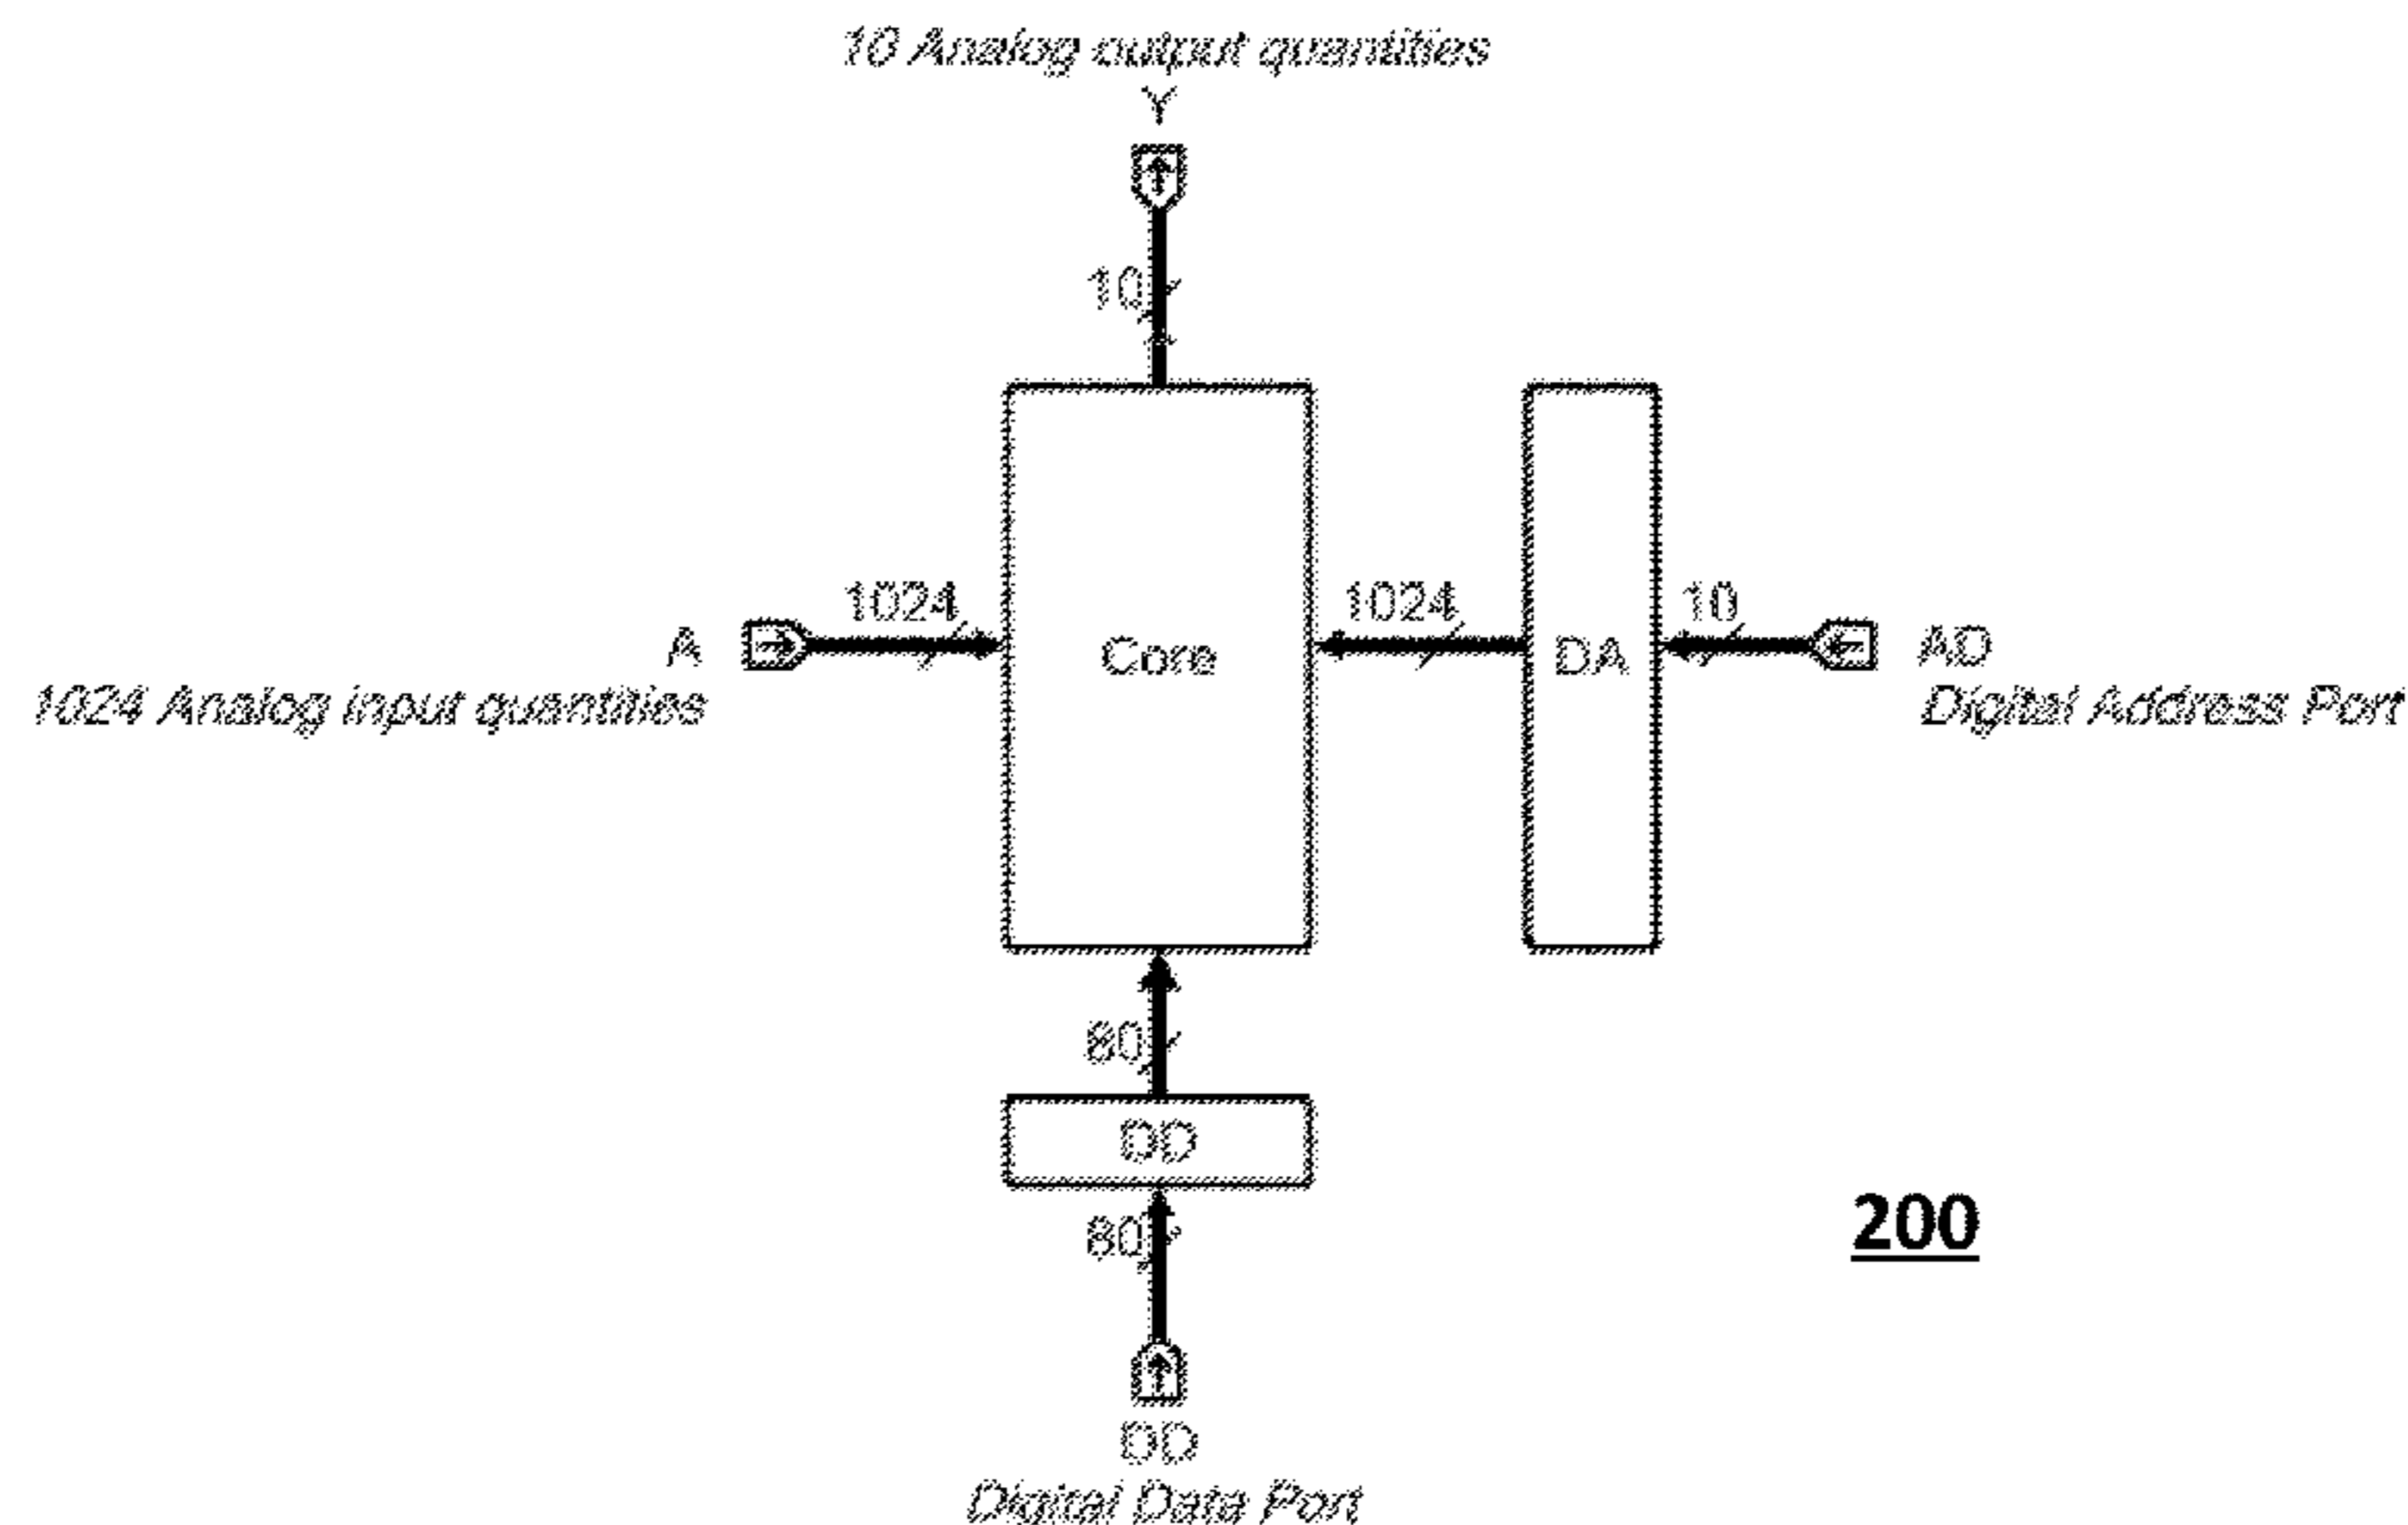 10 Analog output quantities
Y
10
1024
1024
10
A
Core
DA
AD
1024 Analog input quantities
Digital Address Port
80
DD
80
200
DD
Digital Data Port